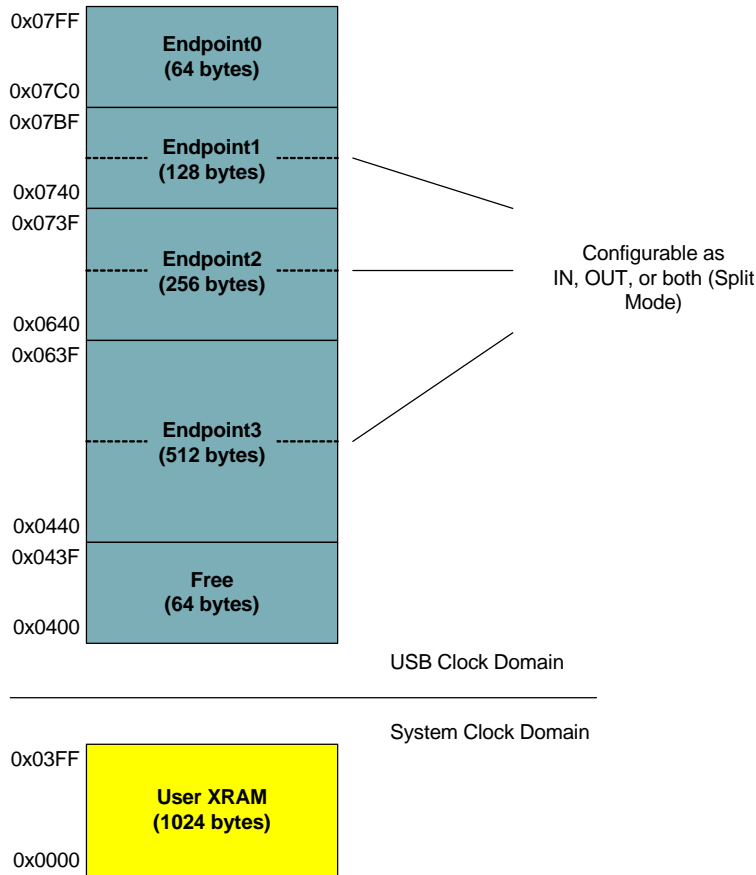 0x07FF
Endpoint0
(64 bytes)
0x07C0
0x07BF
Endpoint1
(128 bytes)
0x0740
0x073F
Endpoint2
(256 bytes)
0x0640
0x063F
Endpoint3
(512 bytes)
0x0440
0x043F
Free
(64 bytes)
0x0400
Configurable as
IN, OUT, or both (Split
Mode)
USB Clock Domain
System Clock Domain
0x03FF
User XRAM
(1024 bytes)
0x0000